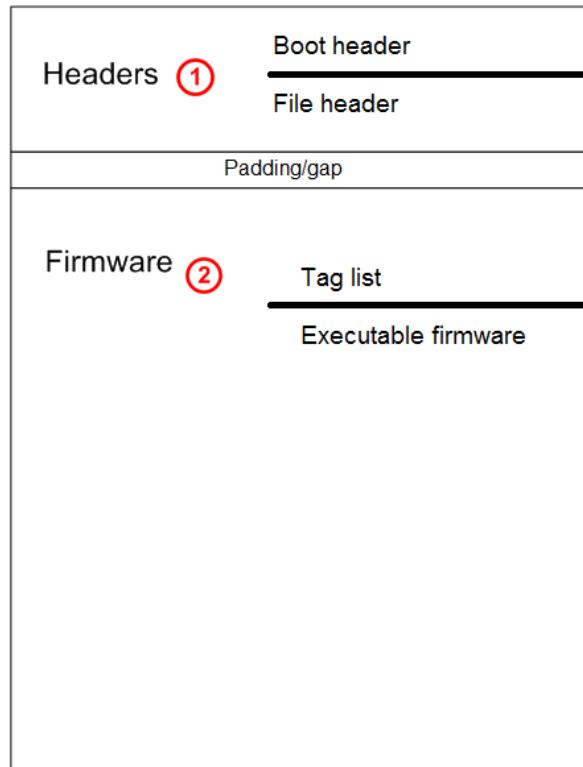 Boot header
Headers 1
File header
Padding/gap
Firmware 2
Tag list
Executable firmware